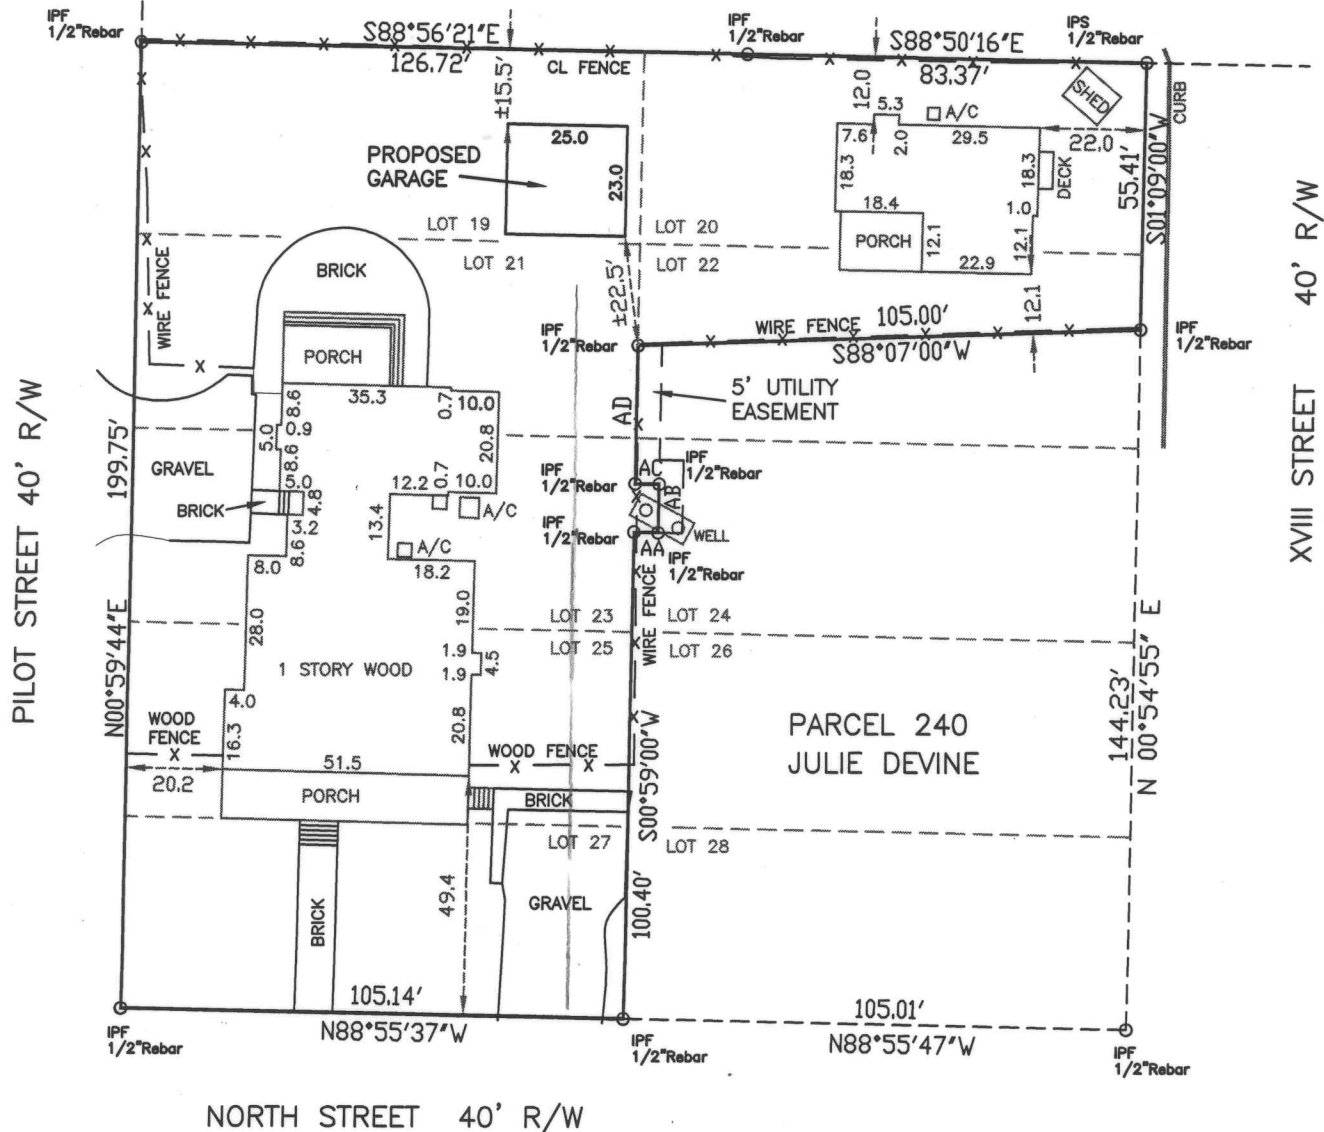 IPF
1/2"Rebar
S88°56'21"E
126.72'
CL FENCE
IPF
1/2"Rebar
S88°50'16"E
83.37'
IPS
1/2"Rebar
SHED
CURB
±15.5'
12.0
5.3
A/C
7.6
2.0
29.5
22.0
25.0
23.0
PROPOSED
GARAGE
18.3
18.3
DECK
18.4
1.0
PORCH
12.1
12.1
22.9
55.41'
S01°09'00"W
LOT 19
LOT 20
LOT 21
LOT 22
WIRE FENCE
BRICK
±22.5'
12.1
40' R/W
XVIII STREET
IPF
1/2"Rebar
WIRE FENCE
105.00'
S88°07'00"W
IPF
1/2"Rebar
PORCH
5' UTILITY
EASEMENT
35.3
0.7
10.0
8.6
0.9
5.0
8.6
20.8
AD
PILOT STREET 40' R/W
199.75'
N00°59'44"E
GRAVEL
BRICK
5.0
4.8
3.2
8.6
12.2
0.7
10.0
A/C
13.4
A/C
8.0
18.2
IPF
1/2"Rebar
AC
IPF
1/2"Rebar
AB
WELL
IPF
1/2"Rebar
AA
IPF
1/2"Rebar
28.0
19.0
LOT 23
LOT 24
LOT 25
LOT 26
WIRE FENCE
1.9
4.5
1.9
1 STORY WOOD
4.0
16.3
20.8
WOOD
FENCE
20.2
51.5
WOOD FENCE
PORCH
BRICK
S00°59'00"W
100.40'
PARCEL 240
JULIE DEVINE
144.23'
N 00°54'55" E
LOT 27
LOT 28
49.4
BRICK
GRAVEL
105.14'
N88°55'37"W
105.01'
N88°55'47"W
IPF
1/2"Rebar
IPF
1/2"Rebar
IPF
1/2"Rebar
NORTH STREET 40' R/W